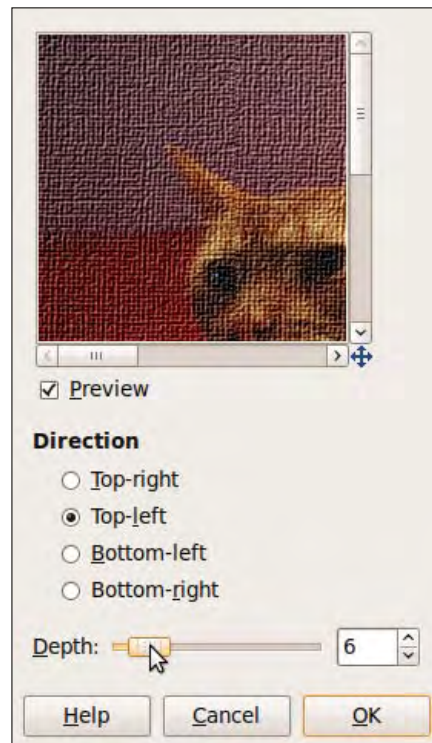 Preview
Direction
Top-right
Top-left
Bottom-left
Bottom-right
Depth: 6
Help Cancel OK